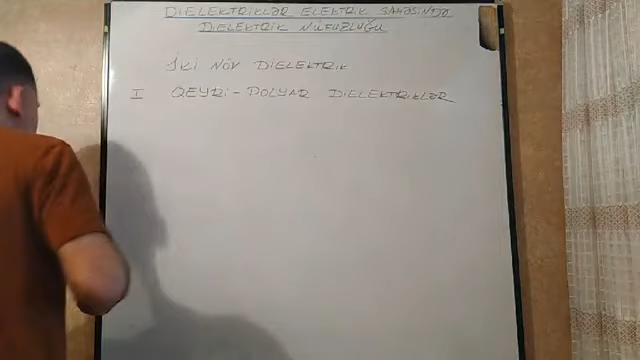 DİELEKTRİKLƏR ELEKTRİK SAHƏSİNDƏ
DİELEKTRİK NÜFUZLUĞU
İKİ NÖV DİELEKTRİK
I QEYRİ-POLYAR DİELEKTRİKLƏR